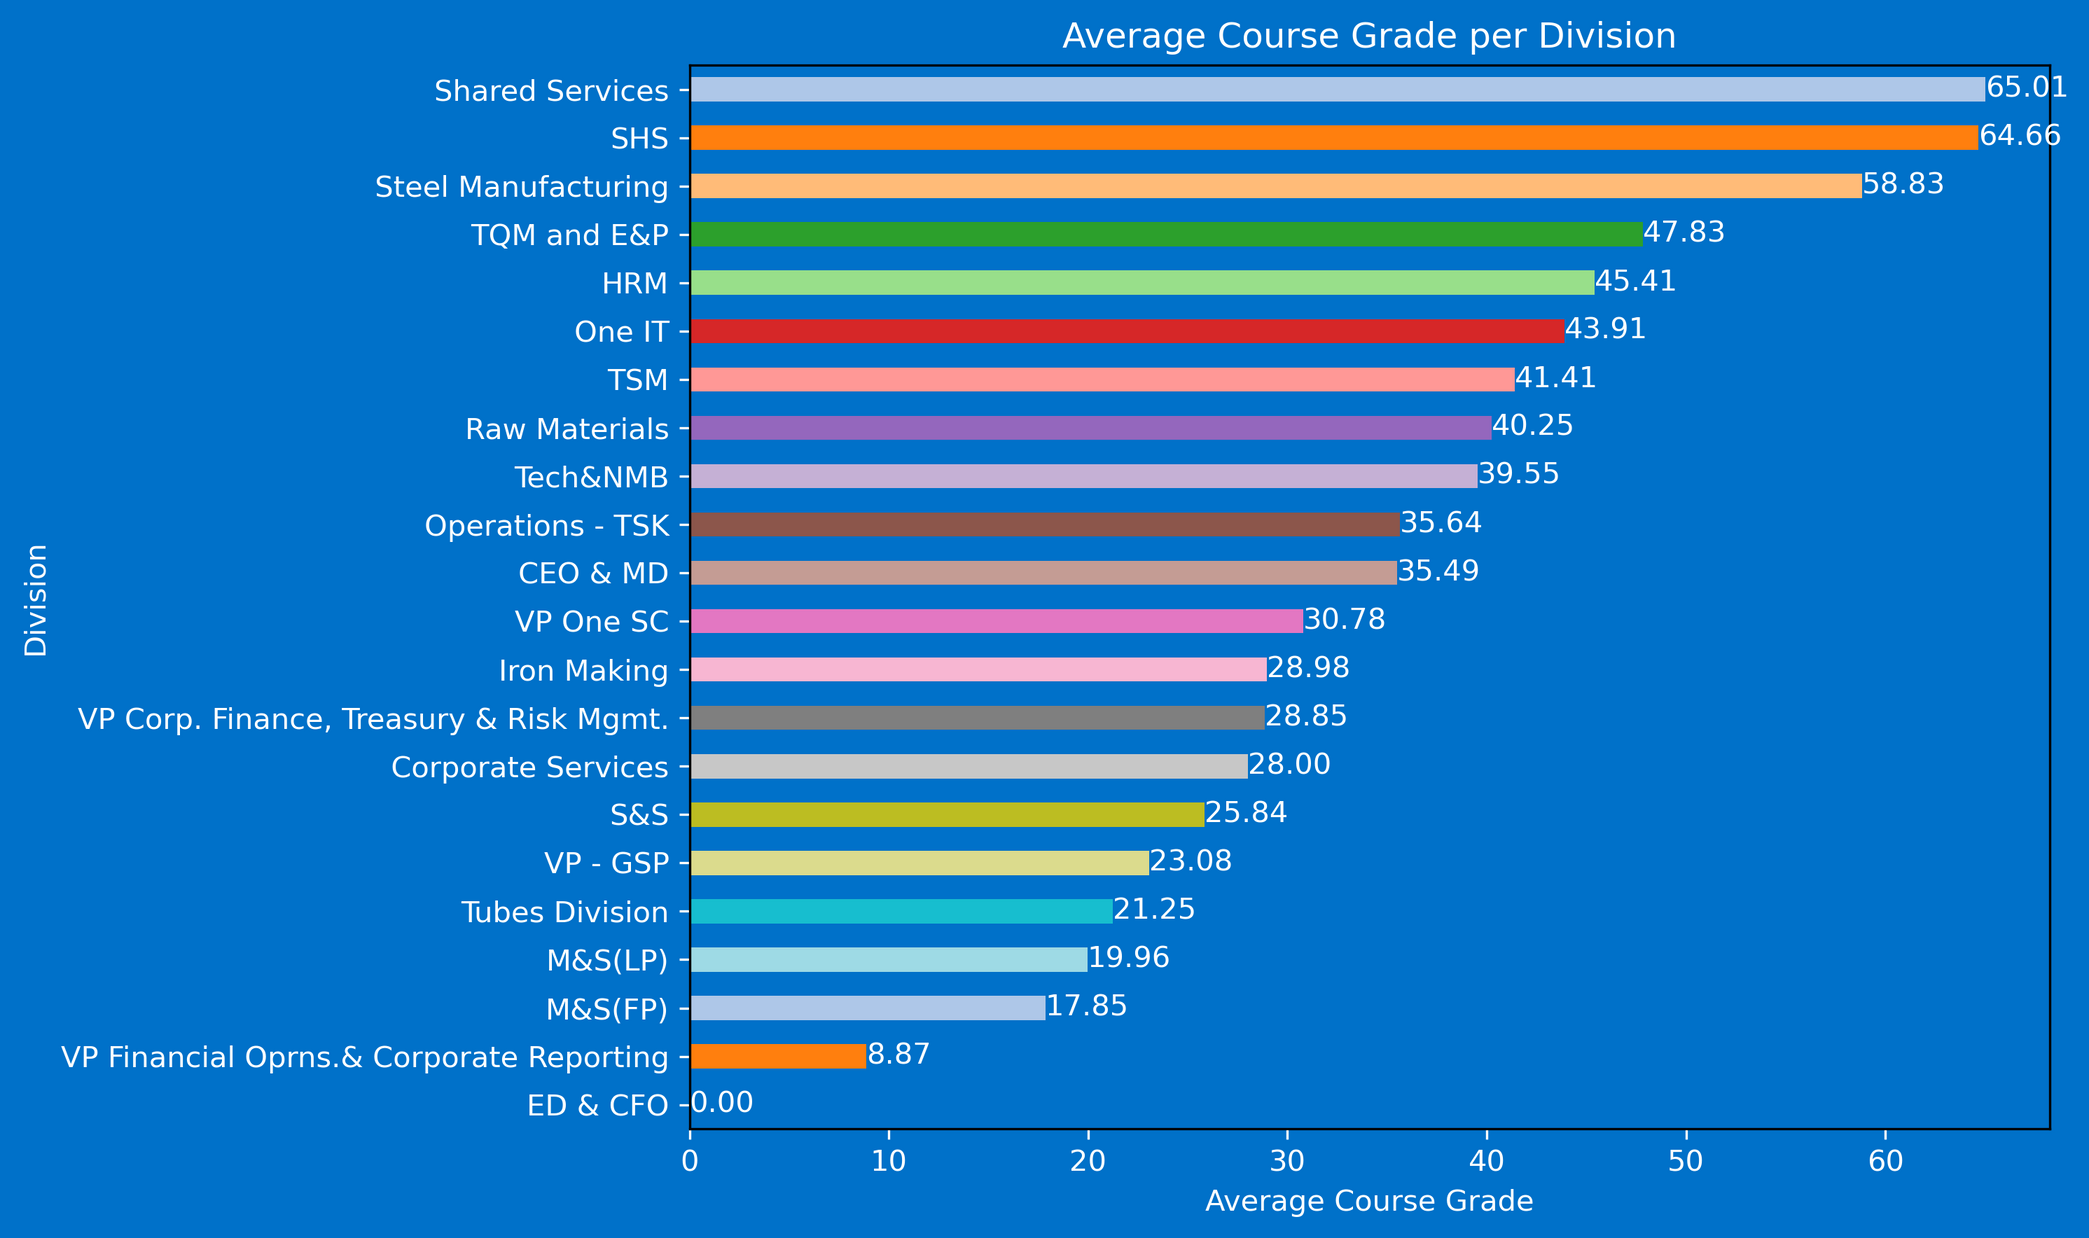 Average Course Grade per Division
Shared Services 65.01
SHS 64.66
Steel Manufacturing 58.83
TQM and E&P 47.83
HRM 45.41
One IT 43.91
TSM 41.41
Raw Materials 40.25
Tech&NMB 39.55
Operations - TSK 35.64
CEO & MD 35.49
VP One SC 30.78
Iron Making 28.98
VP Corp. Finance, Treasury & Risk Mgmt. 28.85
Corporate Services 28.00
S&S 25.84
VP - GSP 23.08
Tubes Division 21.25
M&S(LP) 19.96
M&S(FP) 17.85
VP Financial Oprns.& Corporate Reporting 8.87
ED & CFO 0.00
Division
0 10 20 30 40 50 60
Average Course Grade